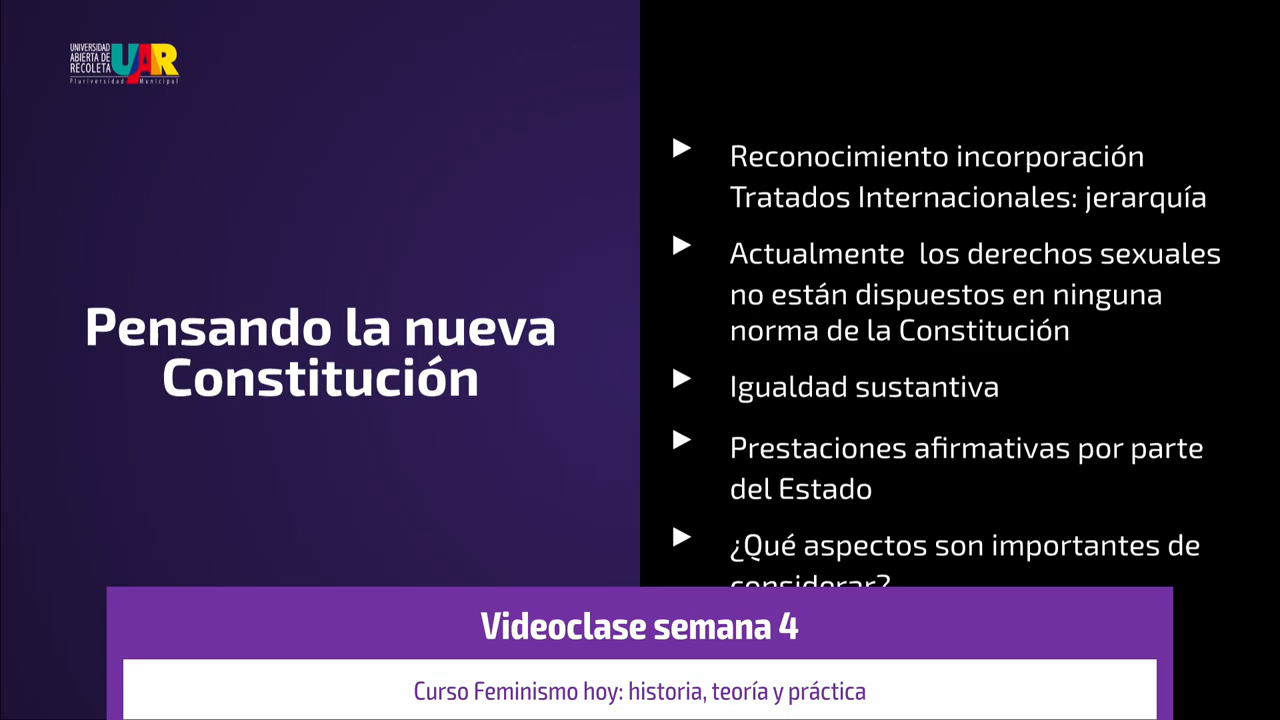 UNIVERSIDAD
ABIERTA DE
RECOLETA
UAR
Pluriversidad Municipal
Pensando la nueva
Constitución
Reconocimiento incorporación
Tratados Internacionales: jerarquía
Actualmente los derechos sexuales
no están dispuestos en ninguna
norma de la Constitución
Igualdad sustantiva
Prestaciones afirmativas por parte
del Estado
¿Qué aspectos son importantes de
considerar?
Videoclase semana 4
Curso Feminismo hoy: historia, teoría y práctica